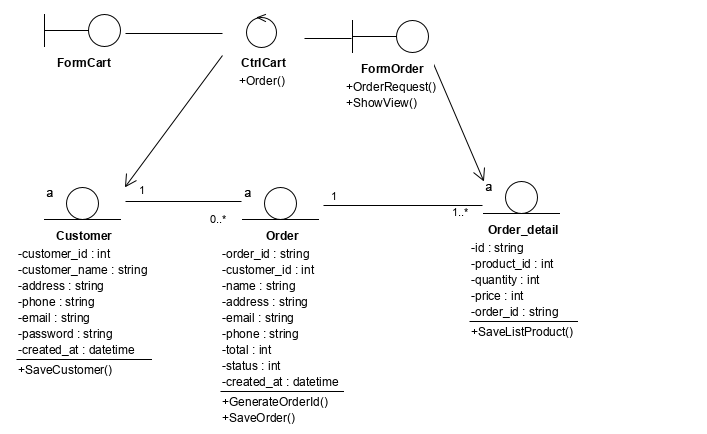 FormCart
CtrlCart
+Order()
FormOrder
+OrderRequest()
+ShowView()
a
1
0..*
a
1
1..*
a
Customer
-customer_id : int
-customer_name : string
-address : string
-phone : string
-email : string
-password : string
-created_at : datetime
+SaveCustomer()
Order
-order_id : string
-customer_id : int
-name : string
-address : string
-email : string
-phone : string
-total : int
-status : int
-created_at : datetime
+GenerateOrderId()
+SaveOrder()
Order_detail
-id : string
-product_id : int
-quantity : int
-price : int
-order_id : string
+SaveListProduct()